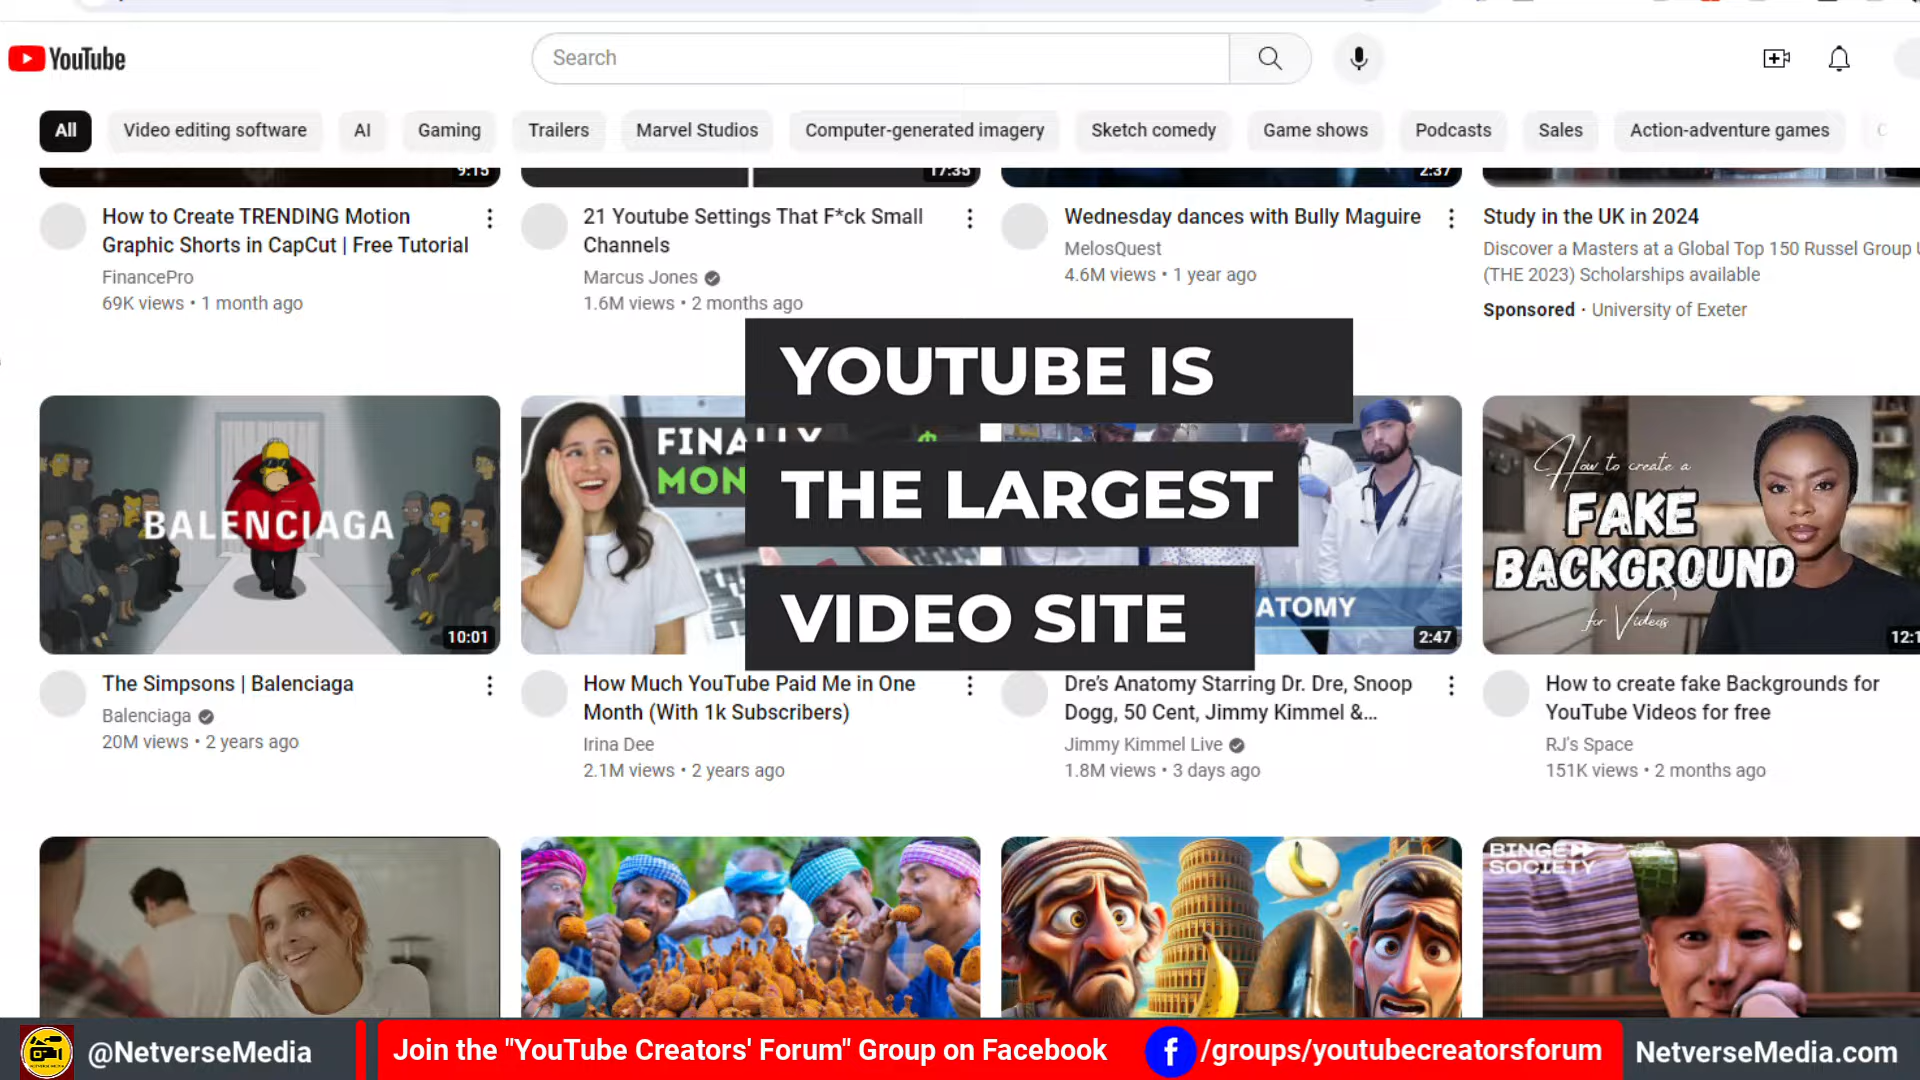 YouTube
Search
All
Video editing software
AI
Gaming
Trailers
Marvel Studios
Computer-generated imagery
Sketch comedy
Game shows
Podcasts
Sales
Action-adventure games
9:15
17:35
2:37
How to Create TRENDING Motion
Graphic Shorts in CapCut | Free Tutorial
FinancePro
69K views • 1 month ago
21 Youtube Settings That F*ck Small
Channels
Marcus Jones
1.6M views • 2 months ago
Wednesday dances with Bully Maguire
MelosQuest
4.6M views • 1 year ago
Study in the UK in 2024
Discover a Masters at a Global Top 150 Russel Group
(THE 2023) Scholarships available
Sponsored · University of Exeter
YOUTUBE IS
THE LARGEST
VIDEO SITE
BALENCIAGA
10:01
FINALLY
MON
ATOMY
2:47
How to create a
FAKE
BACKGROUND
for Videos
12:1
The Simpsons | Balenciaga
Balenciaga
20M views • 2 years ago
How Much YouTube Paid Me in One
Month (With 1k Subscribers)
Irina Dee
2.1M views • 2 years ago
Dre’s Anatomy Starring Dr. Dre, Snoop
Dogg, 50 Cent, Jimmy Kimmel &...
Jimmy Kimmel Live
1.8M views • 3 days ago
How to create fake Backgrounds for
YouTube Videos for free
RJ's Space
151K views • 2 months ago
BINGE
SOCIETY
@NetverseMedia
Join the "YouTube Creators' Forum" Group on Facebook
/groups/youtubecreatorsforum
NetverseMedia.com